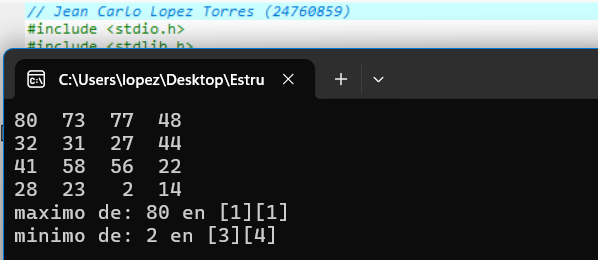 // Jean Carlo Lopez Torres (24760859)
#include <stdio.h>
#include <stdlib.h>
C:\Users\lopez\Desktop\Estru
80 73 77 48
32 31 27 44
41 58 56 22
28 23 2 14
maximo de: 80 en [1][1]
minimo de: 2 en [3][4]